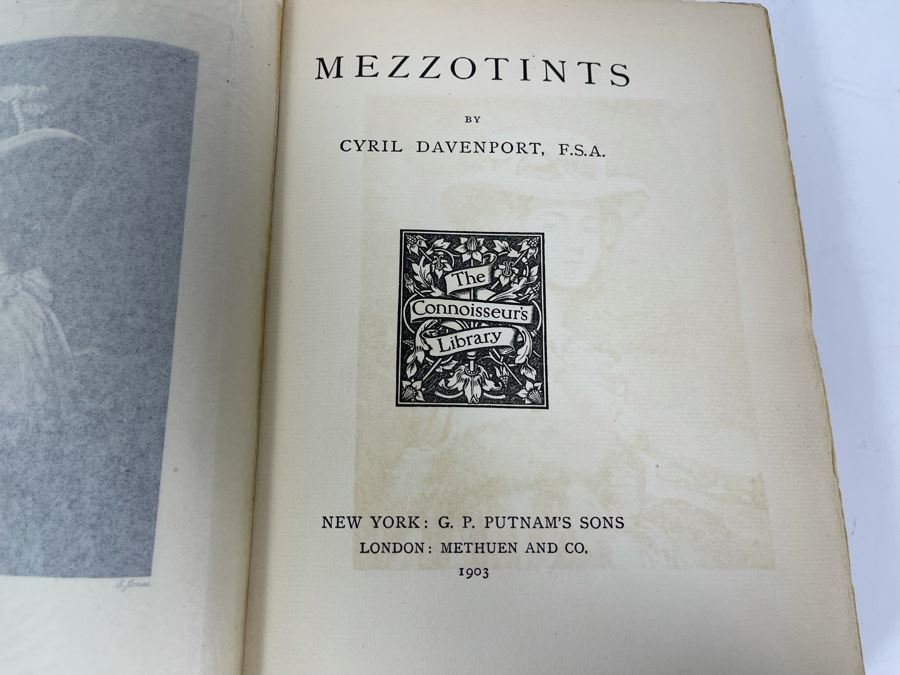 MEZZOTINTS
BY
CYRIL DAVENPORT, F.S.A.
The
Connoisseur's
Library
NEW YORK: G. P. PUTNAM'S SONS
LONDON: METHUEN AND CO.
1903